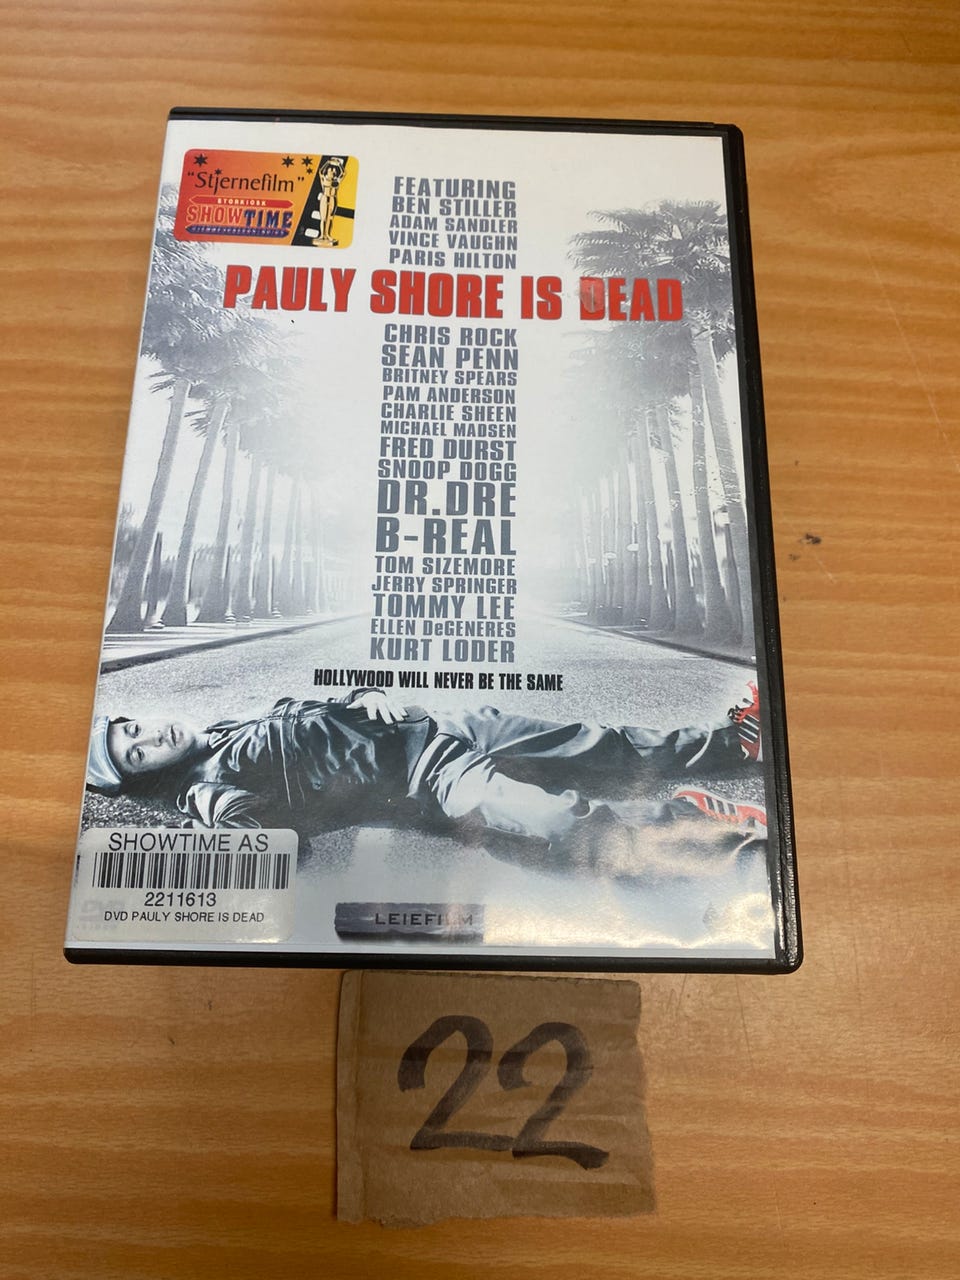 "Stjernefilm"
STORKIOSK
SHOWTIME
FEATURING
BEN STILLER
ADAM SANDLER
VINCE VAUGHN
PARIS HILTON
PAULY SHORE IS DEAD
CHRIS ROCK
SEAN PENN
BRITNEY SPEARS
PAM ANDERSON
CHARLIE SHEEN
MICHAEL MADSEN
FRED DURST
SNOOP DOGG
DR.DRE
B-REAL
TOM SIZEMORE
JERRY SPRINGER
TOMMY LEE
ELLEN DeGENERES
KURT LODER
HOLLYWOOD WILL NEVER BE THE SAME
SHOWTIME AS
2211613
DVD PAULY SHORE IS DEAD
LEIEFILM
22